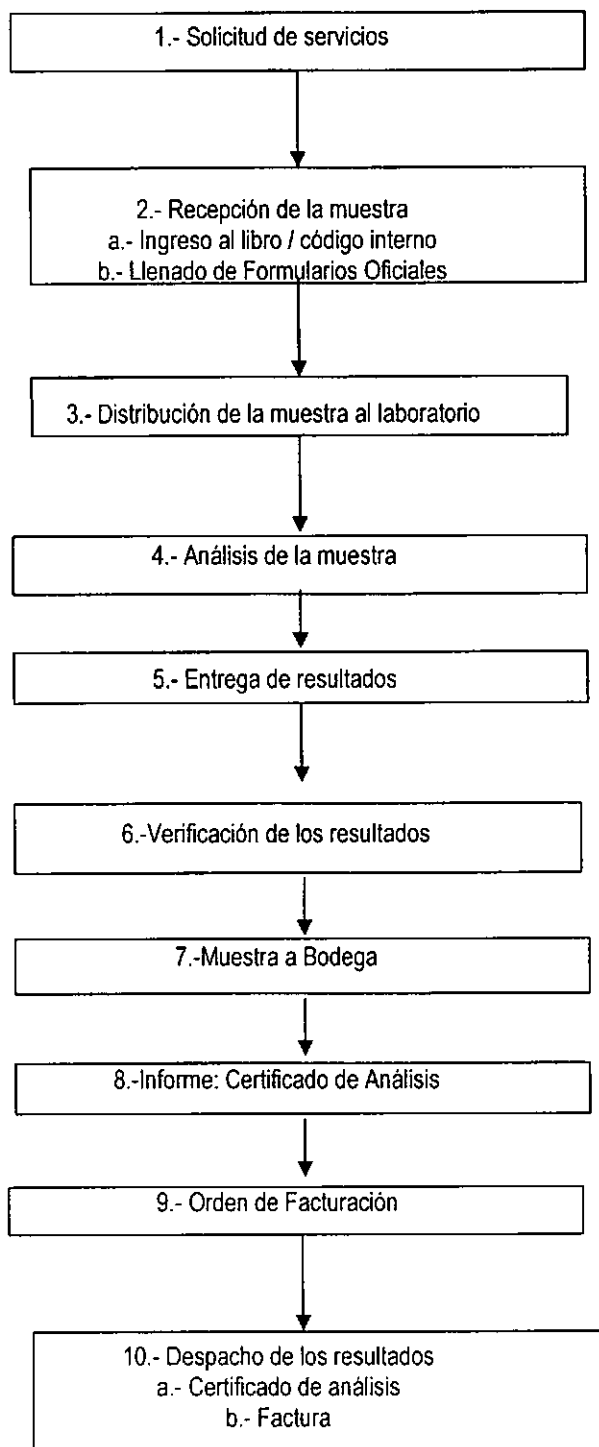 1.- Solicitud de servicios
2.- Recepción de la muestra
a.- Ingreso al libro / código interno
b.- Llenado de Formularios Oficiales
3.- Distribución de la muestra al laboratorio
4.- Análisis de la muestra
5.- Entrega de resultados
6.-Verificación de los resultados
7.-Muestra a Bodega
8.-Informe: Certificado de Análisis
9.- Orden de Facturación
10.- Despacho de los resultados
a.- Certificado de análisis
b.- Factura